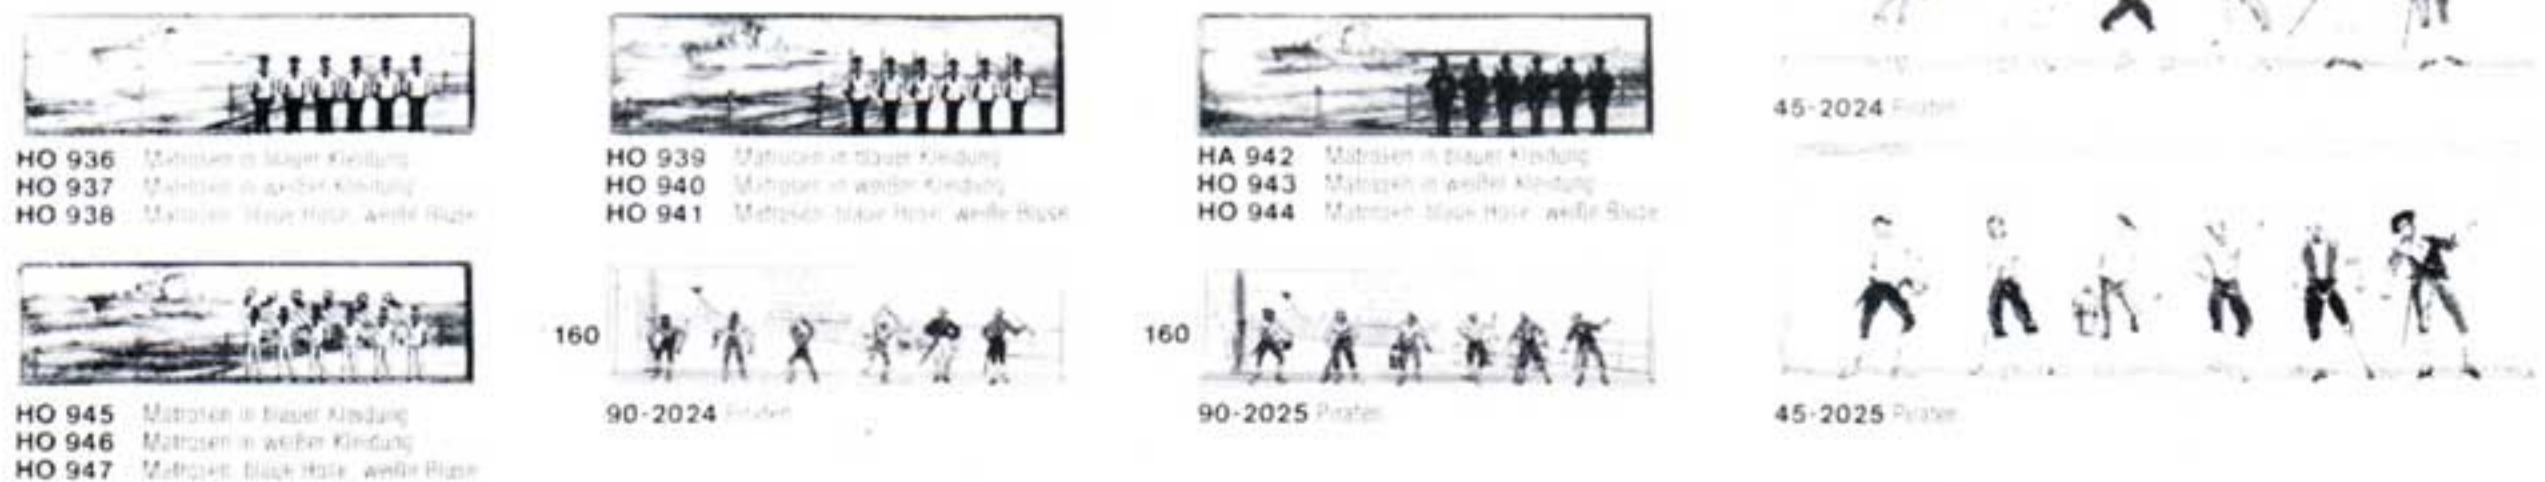 HO 936 Matrosen in blauer Kleidung
HO 937 Matrosen in weißer Kleidung
HO 938 Matrosen, blaue Hose, weiße Bluse
HO 939 Matrosen in blauer Kleidung
HO 940 Matrosen in weißer Kleidung
HO 941 Matrosen, blaue Hose, weiße Bluse
HA 942 Matrosen in blauer Kleidung
HO 943 Matrosen in weißer Kleidung
HO 944 Matrosen, blaue Hose, weiße Bluse
45-2024 Piraten
HO 945 Matrosen in blauer Kleidung
HO 946 Matrosen in weißer Kleidung
HO 947 Matrosen, blaue Hose, weiße Bluse
160
90-2024 Piraten
160
90-2025 Piraten
45-2025 Piraten